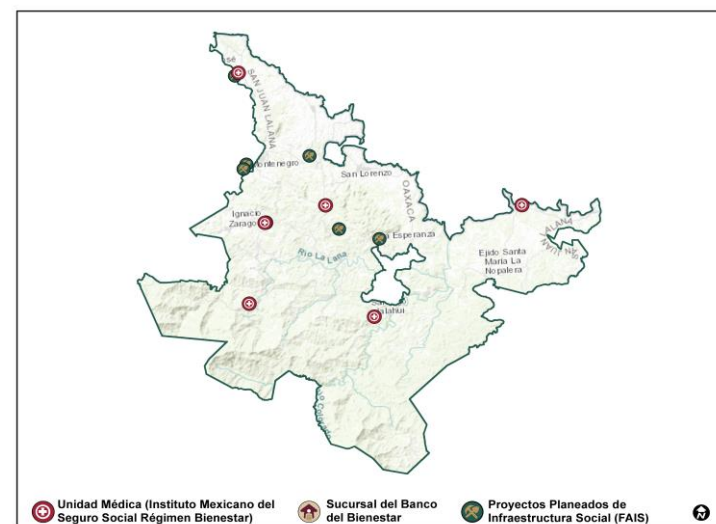 SAN JUAN LALANA
Montenegro
San Lorenzo
OAXACA
Ignacio
Esperanza
Río La Lana
Ejido Santa
María La
Nopalera
Unidad Médica (Instituto Mexicano del
Seguro Social Régimen Bienestar)
Sucursal del Banco
del Bienestar
Proyectos Planeados de
Infraestructura Social (FAIS)
N